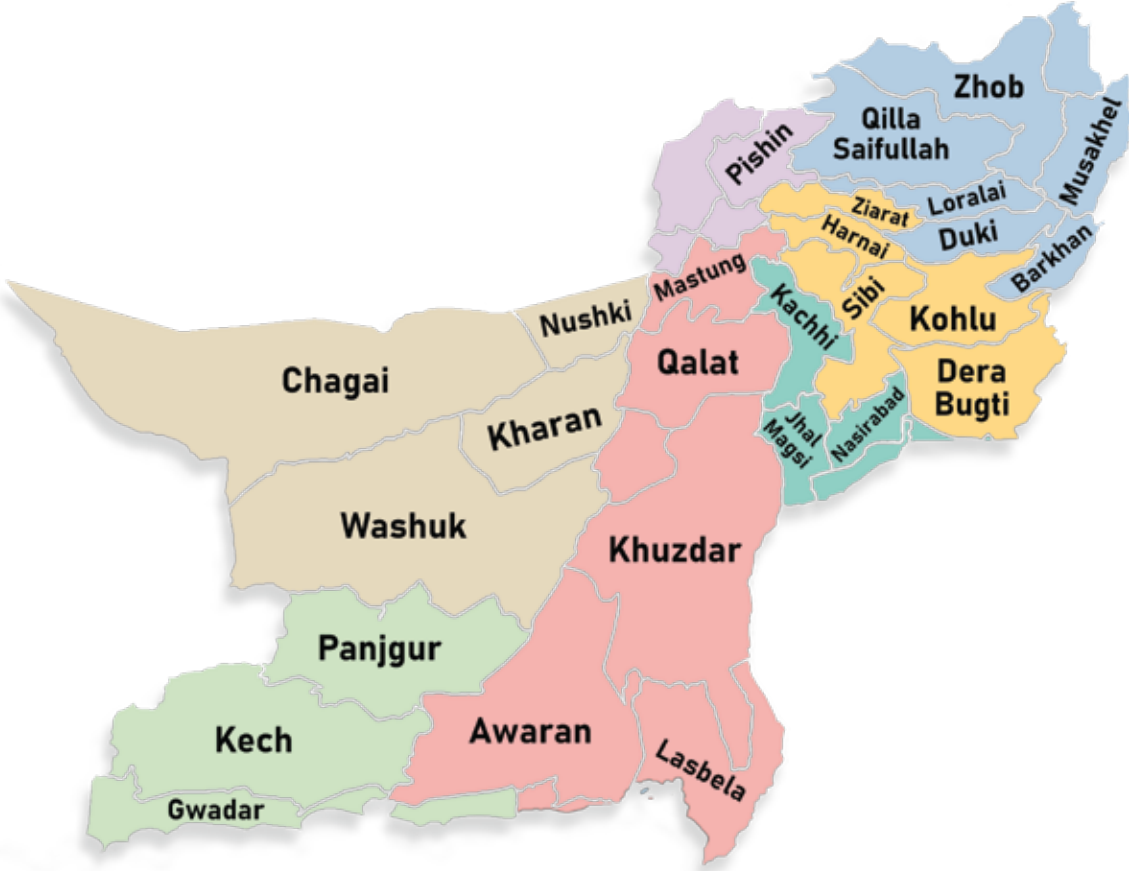 Zhob
Qilla
Saifullah
Musakhel
Pishin
Loralai
Ziarat
Duki
Harnai
Barkhan
Mastung
Sibi
Kachhi
Nushki
Kohlu
Qalat
Chagai
Dera
Bugti
Kharan
Jhal
Magsi
Nasirabad
Washuk
Khuzdar
Panjgur
Awaran
Kech
Lasbela
Gwadar